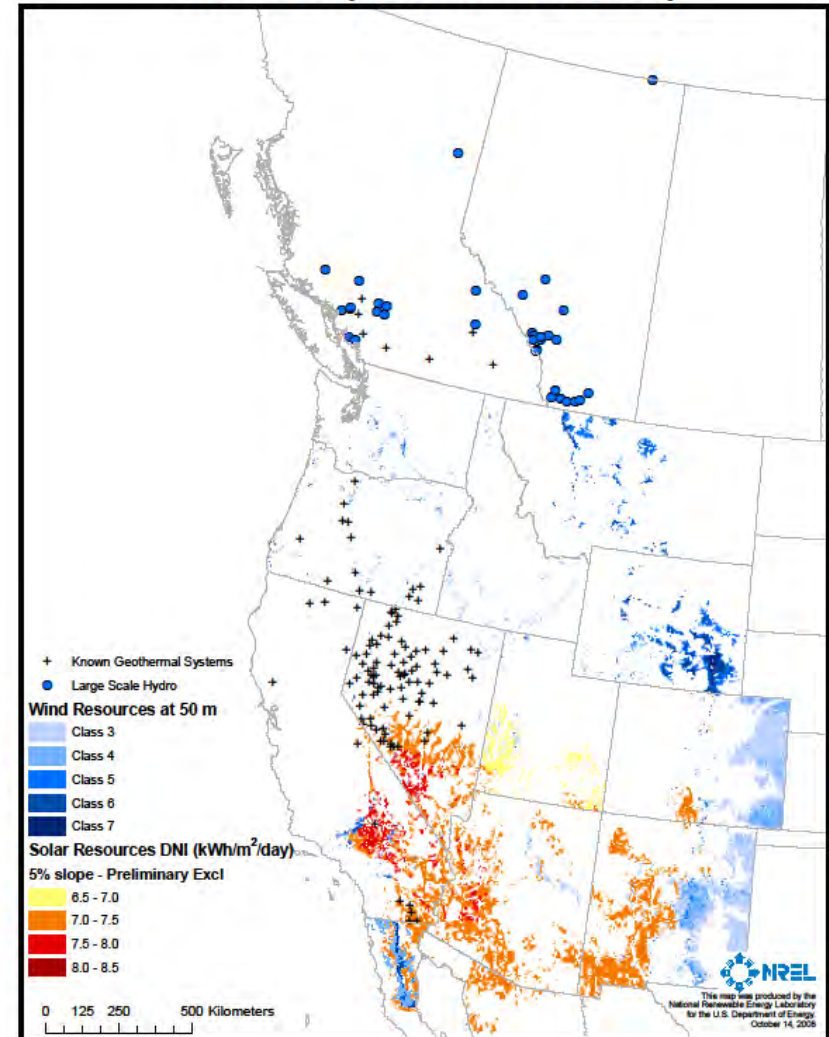 Known Geothermal Systems
Large Scale Hydro
Wind Resources at 50 m
Class 3
Class 4
Class 5
Class 6
Class 7
Solar Resources DNI (kWh/m²/day)
5% slope - Preliminary Excl
6.5 - 7.0
7.0 - 7.5
7.5 - 8.0
8.0 - 8.5
0 125 250 500 Kilometers
NREL
This map was produced by the
National Renewable Energy Laboratory
for the U.S. Department of Energy.
October 14, 2008